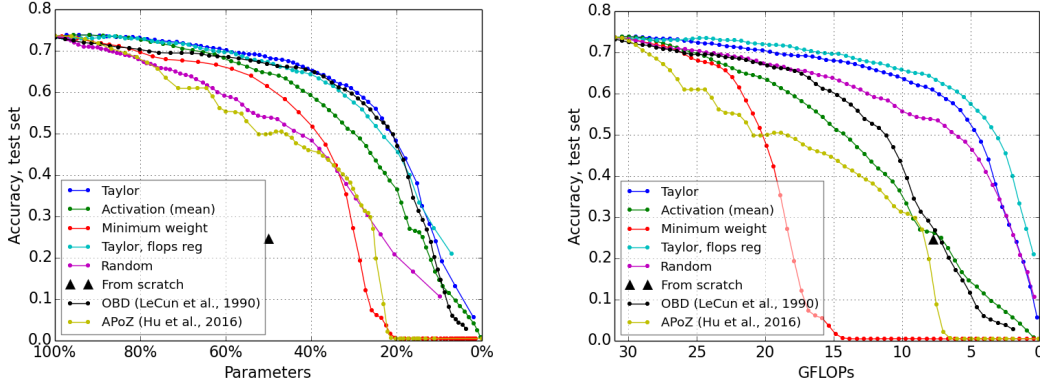 0.8
0.7
0.6
0.5
0.4
0.3
0.2
0.1
0.0
Accuracy, test set
Taylor
Activation (mean)
Minimum weight
Taylor, flops reg
Random
From scratch
OBD (LeCun et al., 1990)
APoZ (Hu et al., 2016)
100% 80% 60% 40% 20% 0%
Parameters
0.8
0.7
0.6
0.5
0.4
0.3
0.2
0.1
0.0
Accuracy, test set
Taylor
Activation (mean)
Minimum weight
Taylor, flops reg
Random
From scratch
OBD (LeCun et al., 1990)
APoZ (Hu et al., 2016)
30 25 20 15 10 5 0
GFLOPs